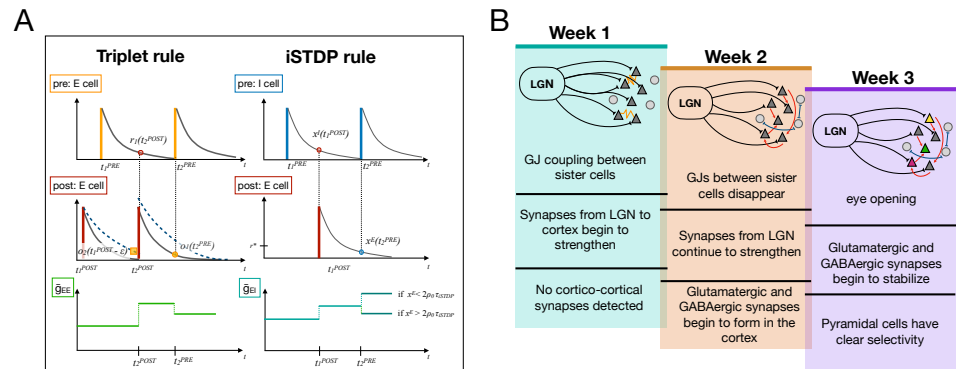 A
Triplet rule
iSTDP rule
pre: E cell
pre: I cell
r₁(t₂ᴾᴼˢᵀ)
xᴵ(t₁ᴾᴼˢᵀ)
t₁ᴾᴿᴱ
t₂ᴾᴿᴱ
t
t₁ᴾᴿᴱ
t₂ᴾᴿᴱ
t
post: E cell
post: E cell
o₂(t₁ᴾᴼˢᵀ - ε)
o₁(t₂ᴾᴿᴱ)
r*
xᴱ(t₂ᴾᴿᴱ)
t₁ᴾᴼˢᵀ
t₂ᴾᴼˢᵀ
t
t₁ᴾᴼˢᵀ
t
ḡEE
ḡEI
if xᴱ < 2ρ₀ τiSTDP
if xᴱ > 2ρ₀ τiSTDP
t₂ᴾᴼˢᵀ
t₂ᴾᴿᴱ
t
t₁ᴾᴼˢᵀ
t₂ᴾᴿᴱ
t
B
Week 1
LGN
GJ coupling between
sister cells
Synapses from LGN to
cortex begin to
strengthen
No cortico-cortical
synapses detected
Week 2
LGN
GJs between sister
cells disappear
Synapses from LGN
continue to strengthen
Glutamatergic and
GABAergic synapses
begin to form in the
cortex
Week 3
LGN
eye opening
Glutamatergic and
GABAergic synapses
begin to stabilize
Pyramidal cells have
clear selectivity